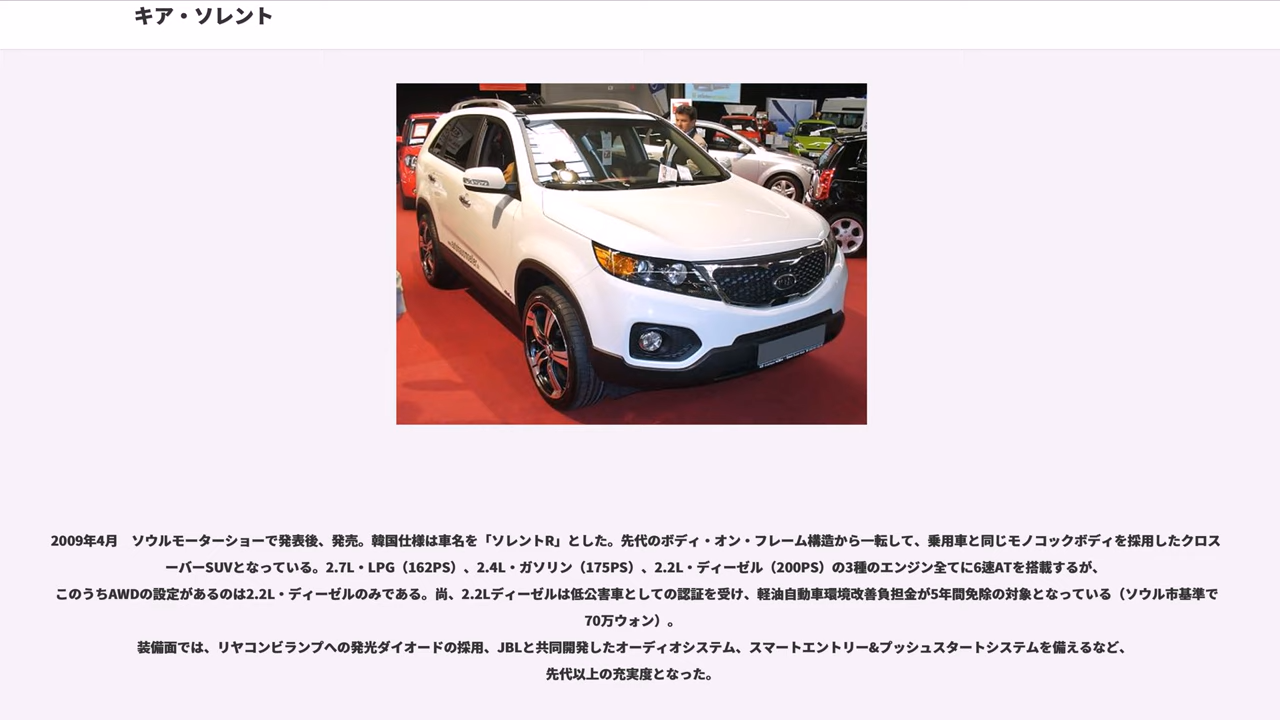 キア・ソレント
KIA
2009年4月　ソウルモーターショーで発表後、発売。韓国仕様は車名を「ソレントR」とした。先代のボディ・オン・フレーム構造から一転して、乗用車と同じモノコックボディを採用したクロス
ーバーSUVとなっている。2.7L・LPG（162PS）、2.4L・ガソリン（175PS）、2.2L・ディーゼル（200PS）の3種のエンジン全てに6速ATを搭載するが、
このうちAWDの設定があるのは2.2L・ディーゼルのみである。尚、2.2Lディーゼルは低公害車としての認証を受け、軽油自動車環境改善負担金が5年間免除の対象となっている（ソウル市基準で
70万ウォン）。
装備面では、リヤコンビランプへの発光ダイオードの採用、JBLと共同開発したオーディオシステム、スマートエントリー&プッシュスタートシステムを備えるなど、
先代以上の充実度となった。